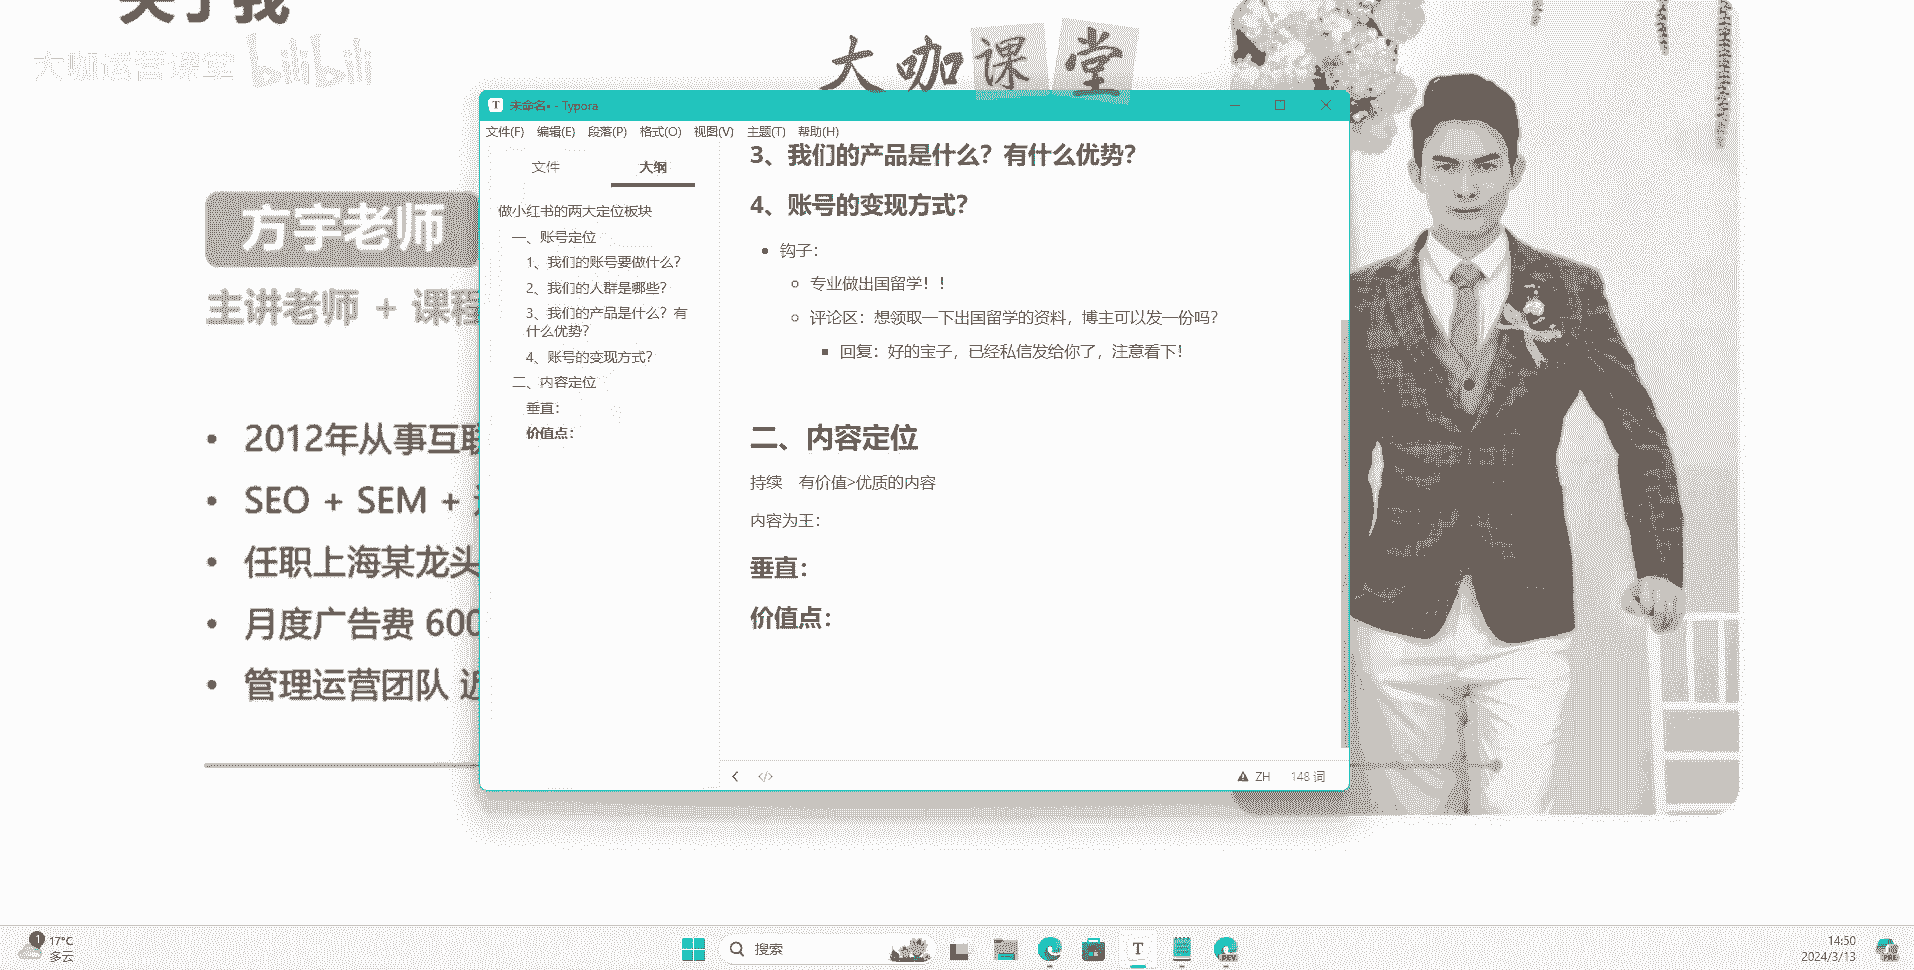 关于我
大咖运营课堂 bilibili
大咖课堂
方宇老师
主讲老师 + 课程
2012年从事互联
SEO + SEM +
任职上海某龙头
月度广告费 600
管理运营团队 近
未命名• - Typora
文件(F) 编辑(E) 段落(P) 格式(O) 视图(V) 主题(T) 帮助(H)
文件 大纲
做小红书的两大定位板块
一、账号定位
1、我们的账号要做什么？
2、我们的人群是哪些？
3、我们的产品是什么？有
什么优势？
4、账号的变现方式？
二、内容定位
垂直：
价值点：
3、我们的产品是什么？有什么优势？
4、账号的变现方式？
钩子：
专业做出国留学！！
评论区：想领取一下出国留学的资料，博主可以发一份吗？
回复：好的宝子，已经私信发给你了，注意看下！
二、内容定位
持续 有价值>优质的内容
内容为王：
垂直：
价值点：
</> ZH 148 词
1 17°C
多云
搜索
T
DEV
14:50
2024/3/13
PRE